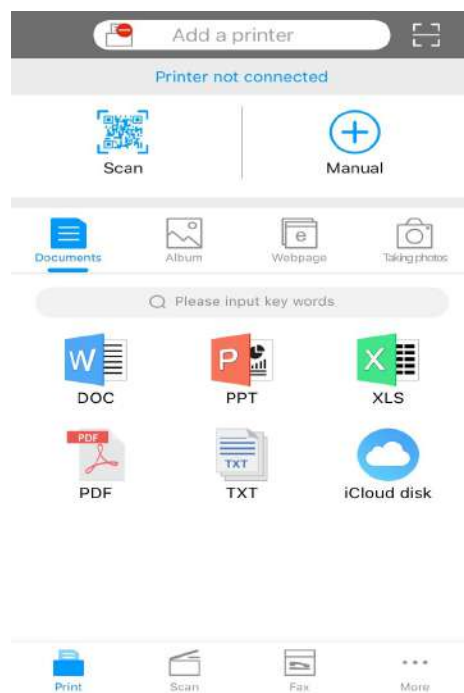 Add a printer
Printer not connected
Scan
Manual
Documents
Album
e
Webpage
Taking photos
Please input key words
W
P
X
DOC
PPT
XLS
PDF
TXT
PDF
TXT
iCloud disk
Print
Scan
Fax
More